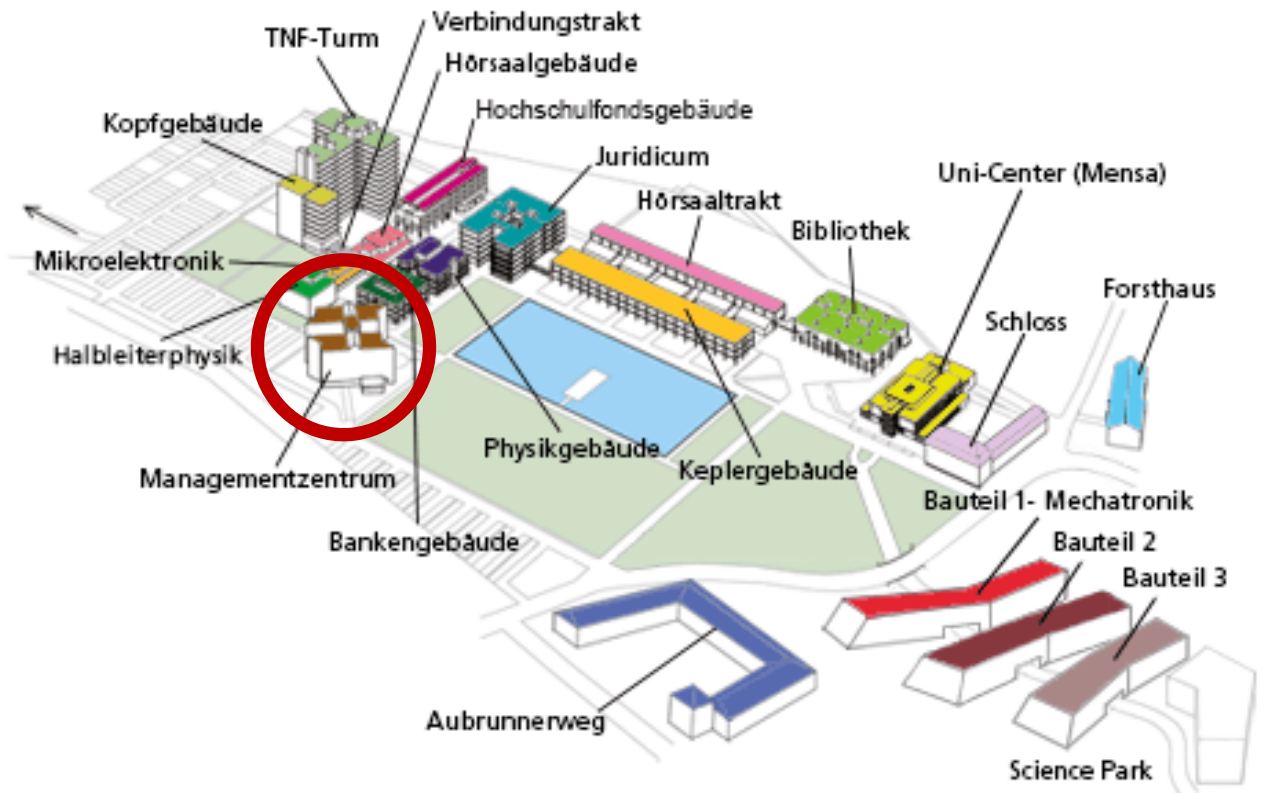 Verbindungstrakt
TNF-Turm
Hörsaalgebäude
Hochschulfondsgebäude
Kopfgebäude
Juridicum
Uni-Center (Mensa)
Hörsaaltrakt
Bibliothek
Mikroelektronik
Forsthaus
Schloss
Halbleiterphysik
Physikgebäude
Keplergebäude
Managementzentrum
Bauteil 1- Mechatronik
Bankengebäude
Bauteil 2
Bauteil 3
Aubrunnerweg
Science Park